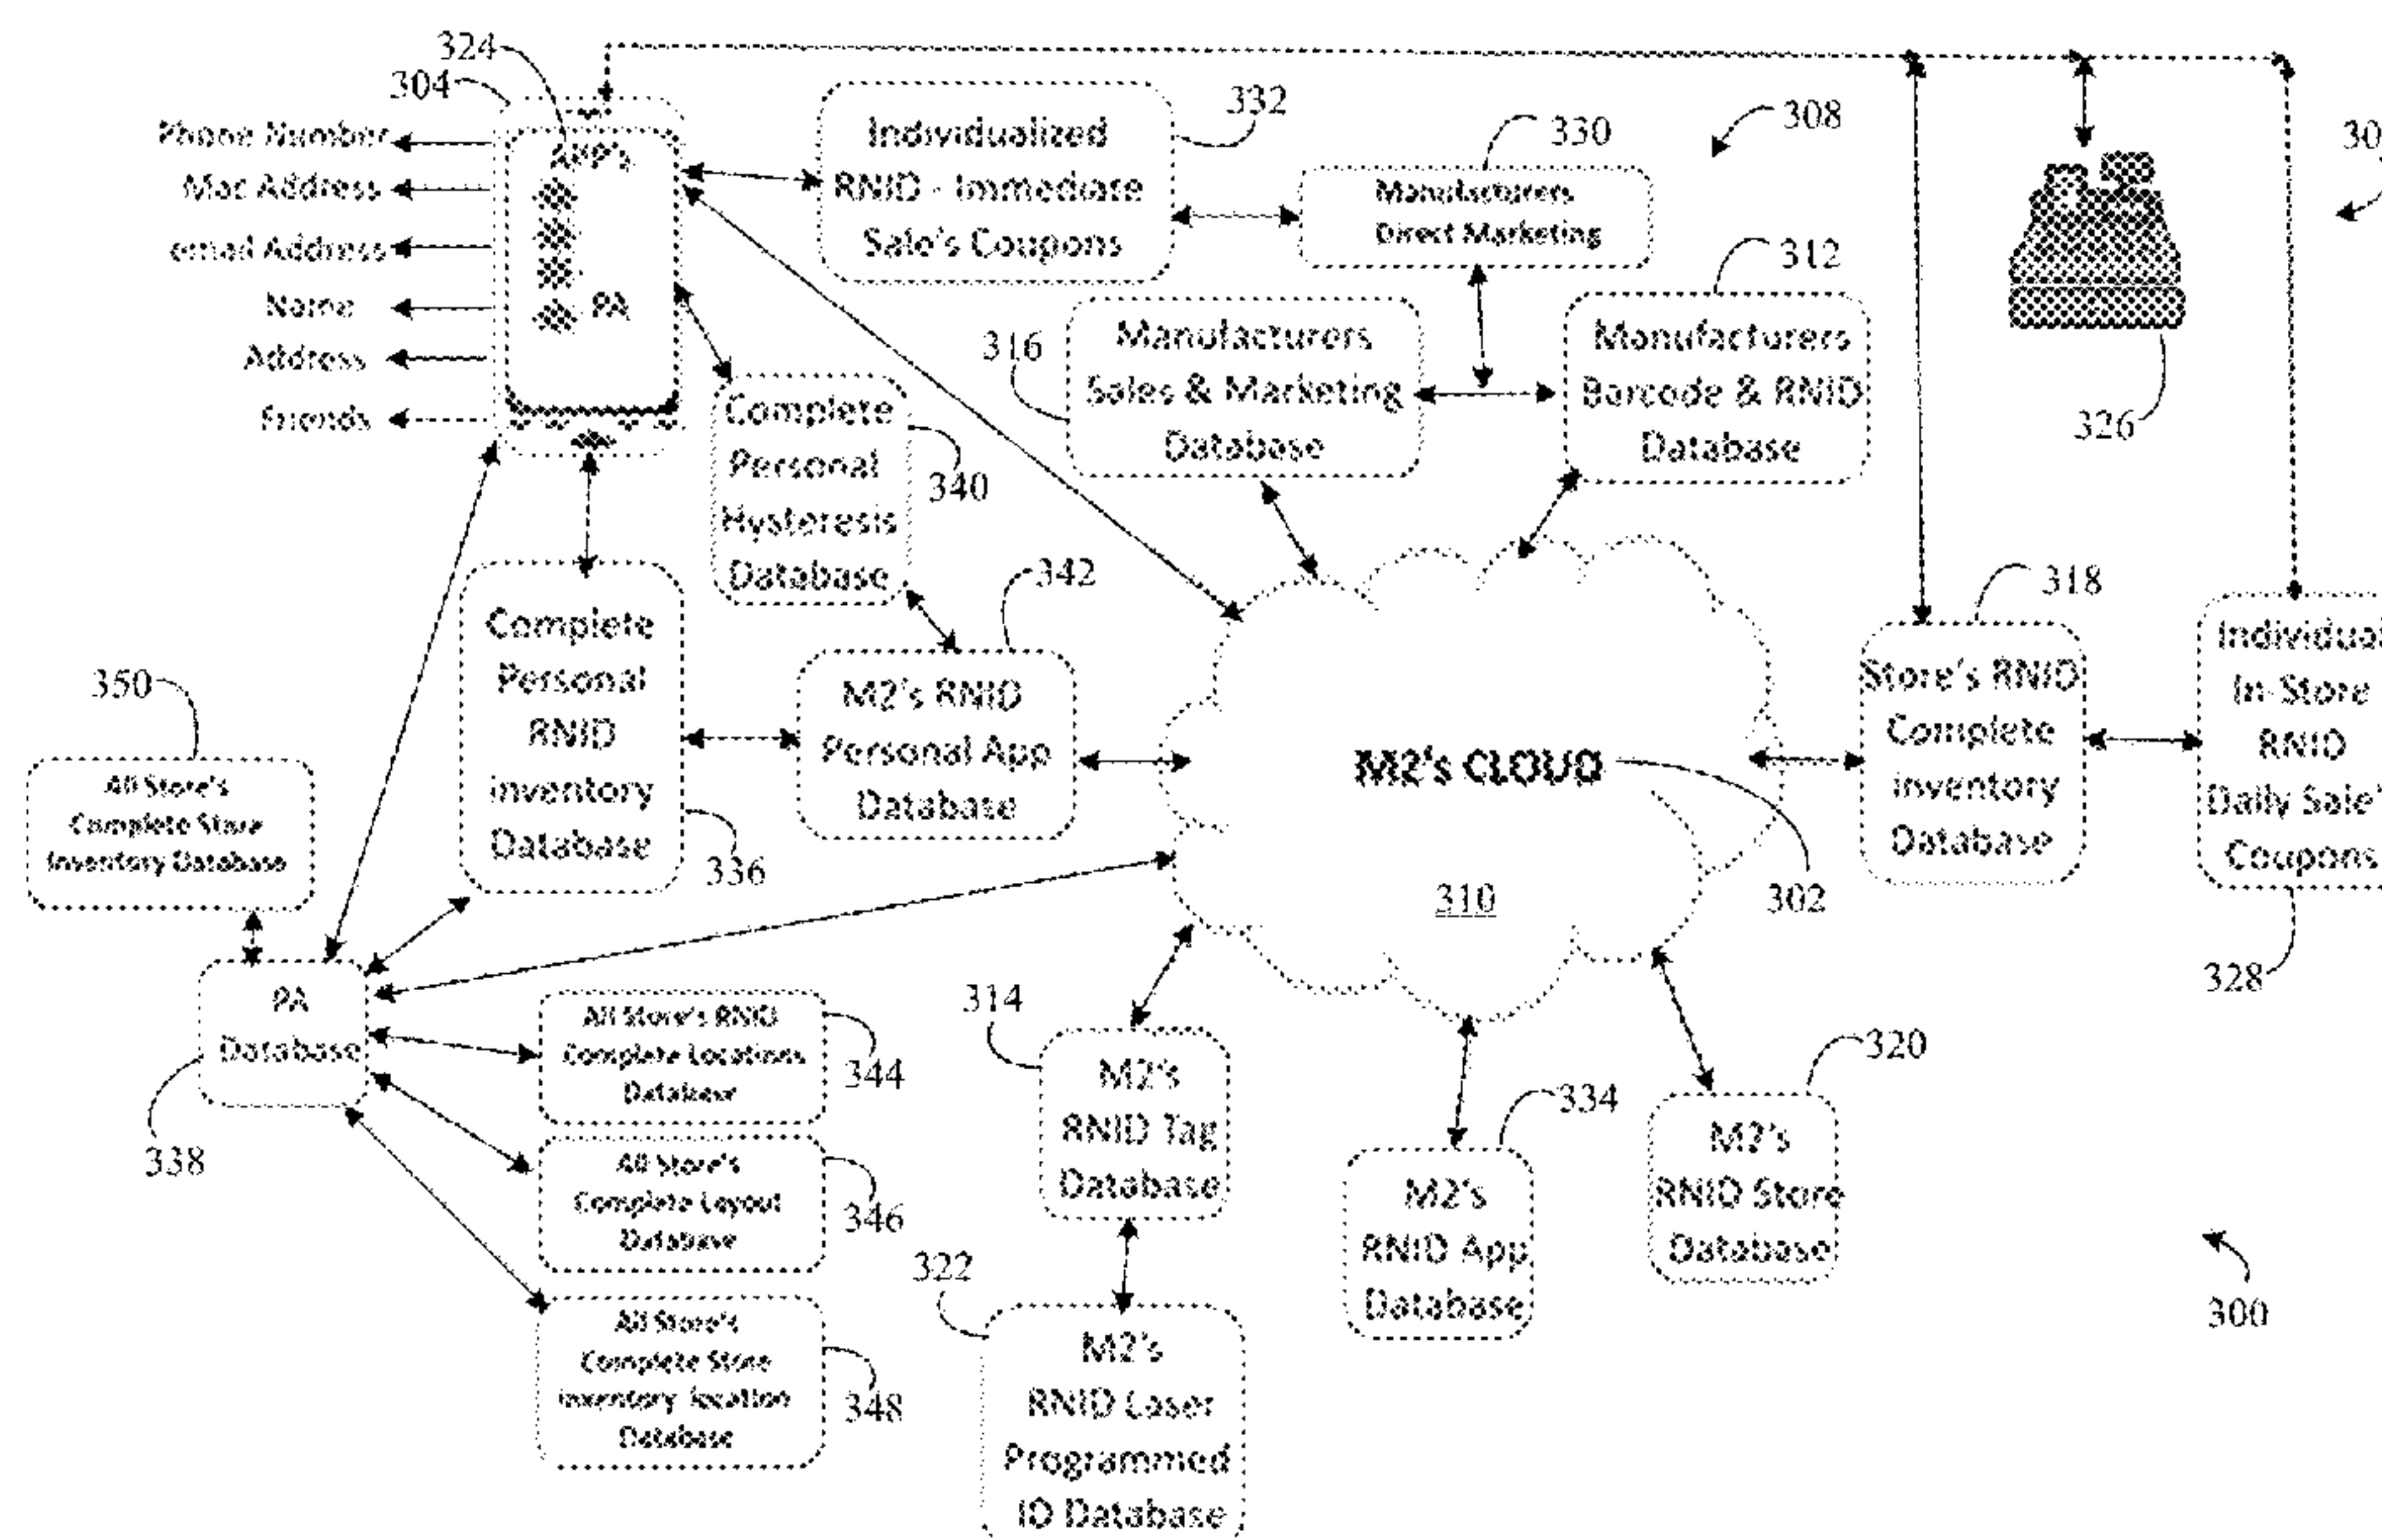 324
304
Phone Number
Mac Address
email Address
Name
Address
Friends
APP's
PA
Individualized
RNID - Immediate
Sale's Coupons
332
Manufacturers
Direct Marketing
330
308
312
316
Manufacturers
Sales & Marketing
Database
Manufacturers
Barcode & RNID
Database
326
Complete
Personal
Hysteresis
Database
340
342
318
350
Complete
Personal
RNID
inventory
Database
336
M2's RNID
Personal App
Database
M2's CLOUD
310
302
Store's RNID
Complete
inventory
Database
Individual
In-Store
RNID
Daily Sale's
Coupons
328
All Store's
Complete Store
Inventory Database
PA
Database
338
All Store's RNID
Complete Locations
Database
344
All Store's
Complete Layout
Database
346
All Store's
Complete Store
inventory location
Database
348
314
M2's
RNID Tag
Database
334
M2's
RNID App
Database
320
M2's
RNID Store
Database
322
M2's
RNID Laser
Programmed
ID Database
300